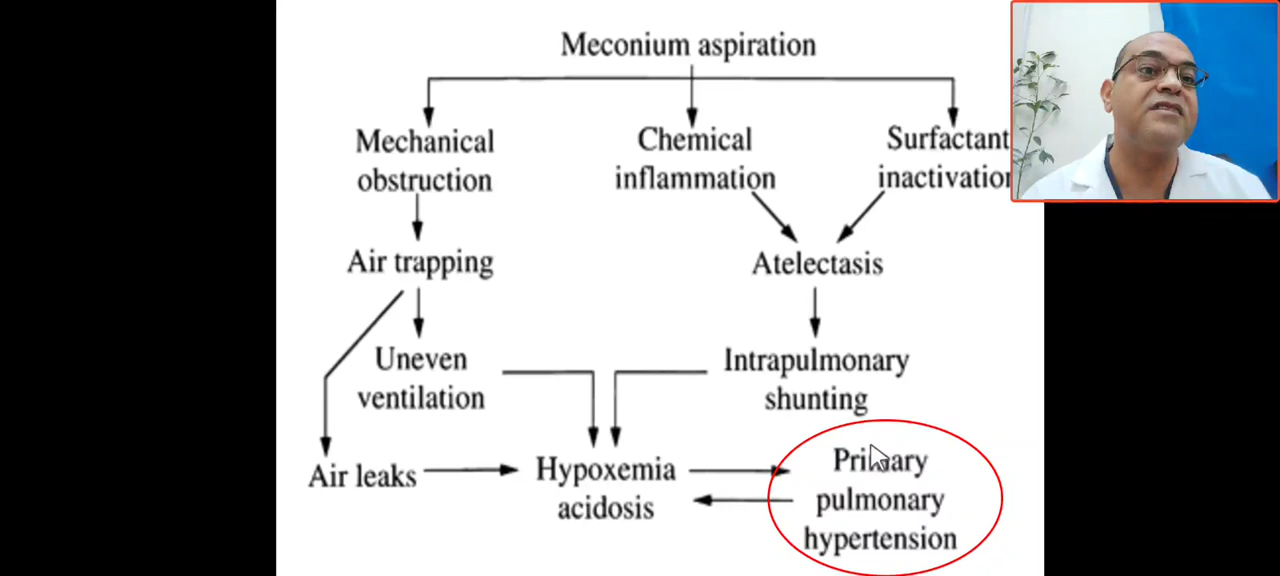 Meconium aspiration
Mechanical
obstruction
Chemical
inflammation
Surfactant
inactivation
Air trapping
Atelectasis
Uneven
ventilation
Intrapulmonary
shunting
Air leaks
Hypoxemia
acidosis
Primary
pulmonary
hypertension